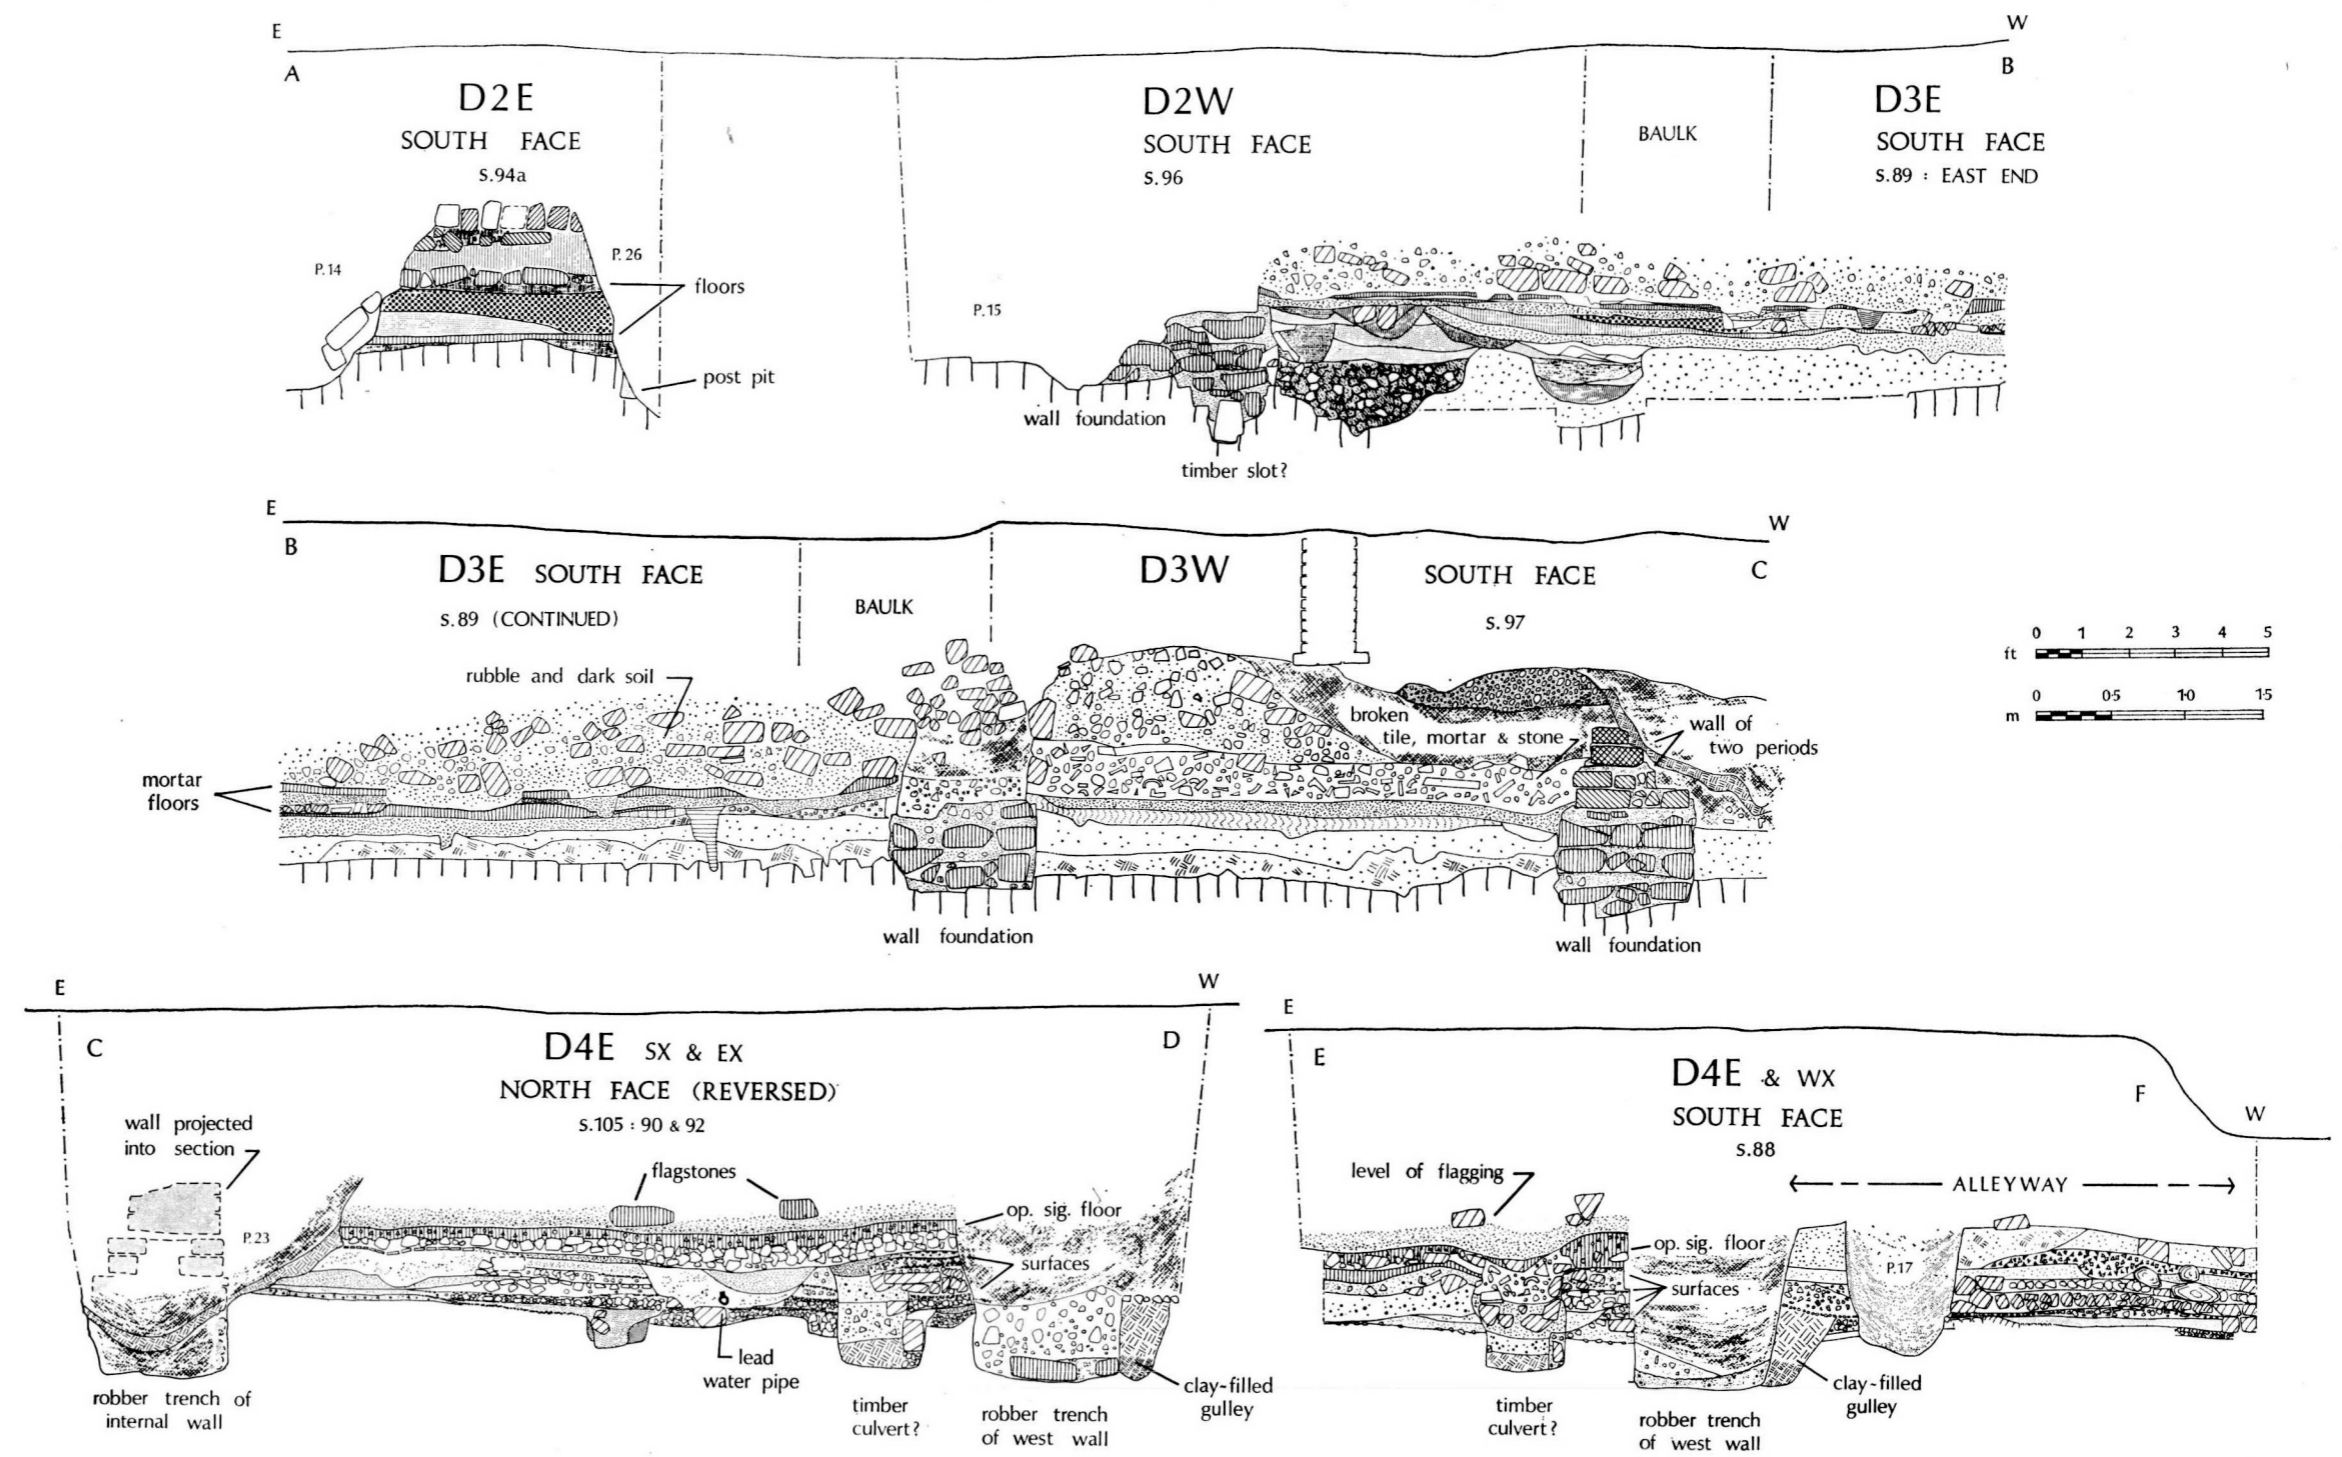 E
W
A
B
D2E
SOUTH FACE
S.94a
D2W
SOUTH FACE
S.96
BAULK
D3E
SOUTH FACE
S.89 : EAST END
P.14
P.26
floors
post pit
P.15
wall foundation
timber slot?
E
W
B
C
D3E SOUTH FACE
S.89 (CONTINUED)
BAULK
D3W
SOUTH FACE
S.97
rubble and dark soil
mortar
floors
broken
tile, mortar & stone
wall of
two periods
wall foundation
wall foundation
0 1 2 3 4 5
ft
0 0·5 1·0 1·5
m
E
W
C
D
D4E SX & EX
NORTH FACE (REVERSED)
S.105 : 90 & 92
wall projected
into section
P.23
flagstones
op. sig. floor
surfaces
lead
water pipe
robber trench of
internal wall
timber
culvert?
robber trench
of west wall
clay-filled
gulley
E
W
E
F
D4E & WX
SOUTH FACE
S.88
level of flagging
ALLEYWAY
op. sig. floor
surfaces
P.17
timber
culvert?
robber trench
of west wall
clay-filled
gulley